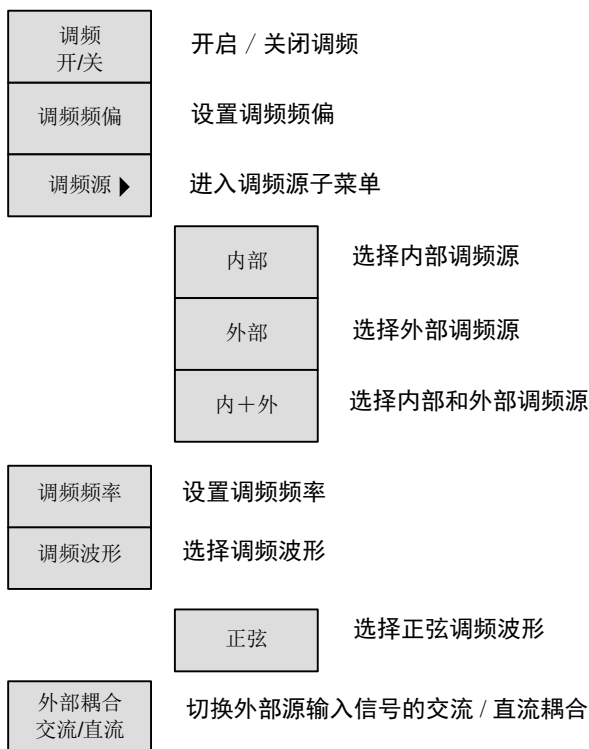 调频
开/关
开启 / 关闭调频
调频频偏
设置调频频偏
调频源
进入调频源子菜单
内部
选择内部调频源
外部
选择外部调频源
内＋外
选择内部和外部调频源
调频频率
设置调频频率
调频波形
选择调频波形
正弦
选择正弦调频波形
外部耦合
交流/直流
切换外部源输入信号的交流 / 直流耦合